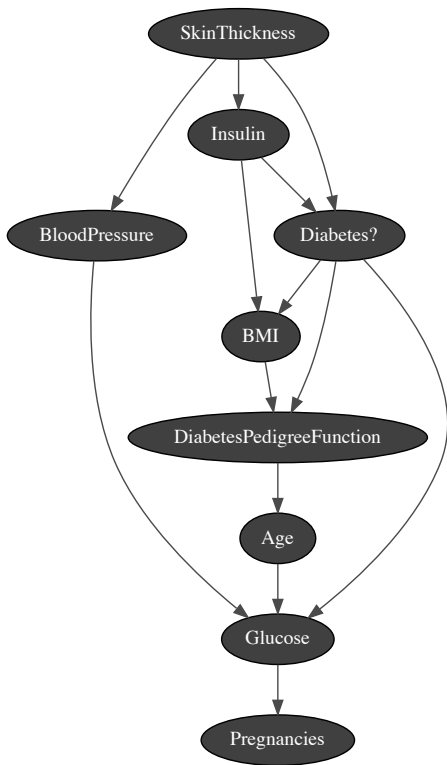 SkinThickness
Insulin
BloodPressure
Diabetes?
BMI
DiabetesPedigreeFunction
Age
Glucose
Pregnancies